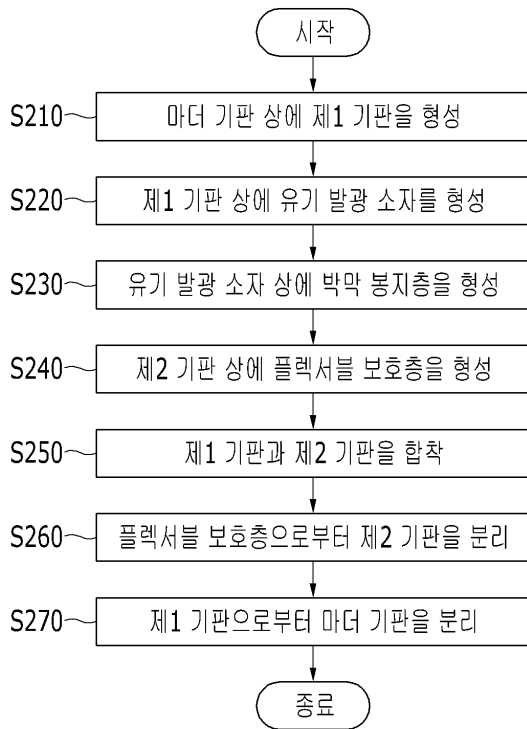 시작
S210 마더 기판 상에 제1 기판을 형성
S220 제1 기판 상에 유기 발광 소자를 형성
S230 유기 발광 소자 상에 박막 봉지층을 형성
S240 제2 기판 상에 플렉서블 보호층을 형성
S250 제1 기판과 제2 기판을 합착
S260 플렉서블 보호층으로부터 제2 기판을 분리
S270 제1 기판으로부터 마더 기판을 분리
종료